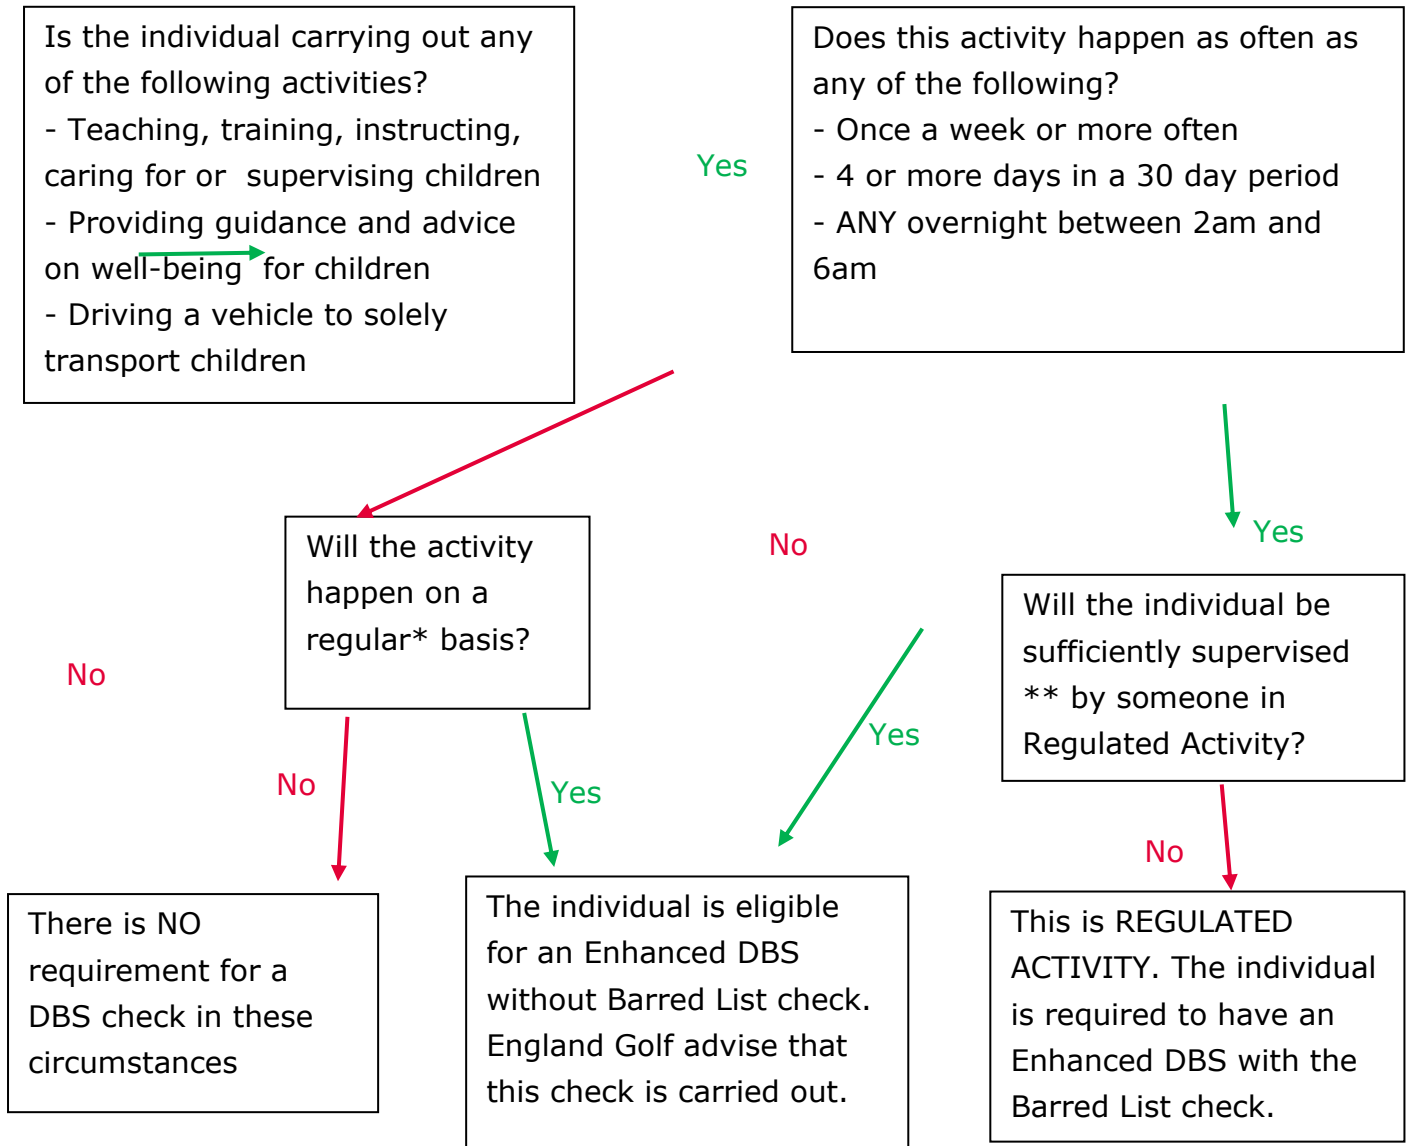 Is the individual carrying out any
of the following activities?
- Teaching, training, instructing,
caring for or supervising children
- Providing guidance and advice
on well-being for children
- Driving a vehicle to solely
transport children
Yes
Does this activity happen as often as
any of the following?
- Once a week or more often
- 4 or more days in a 30 day period
- ANY overnight between 2am and
6am
Will the activity
happen on a
regular* basis?
No
Yes
Will the individual be
sufficiently supervised
** by someone in
Regulated Activity?
No
No
Yes
Yes
No
There is NO
requirement for a
DBS check in these
circumstances
The individual is eligible
for an Enhanced DBS
without Barred List check.
England Golf advise that
this check is carried out.
This is REGULATED
ACTIVITY. The individual
is required to have an
Enhanced DBS with the
Barred List check.